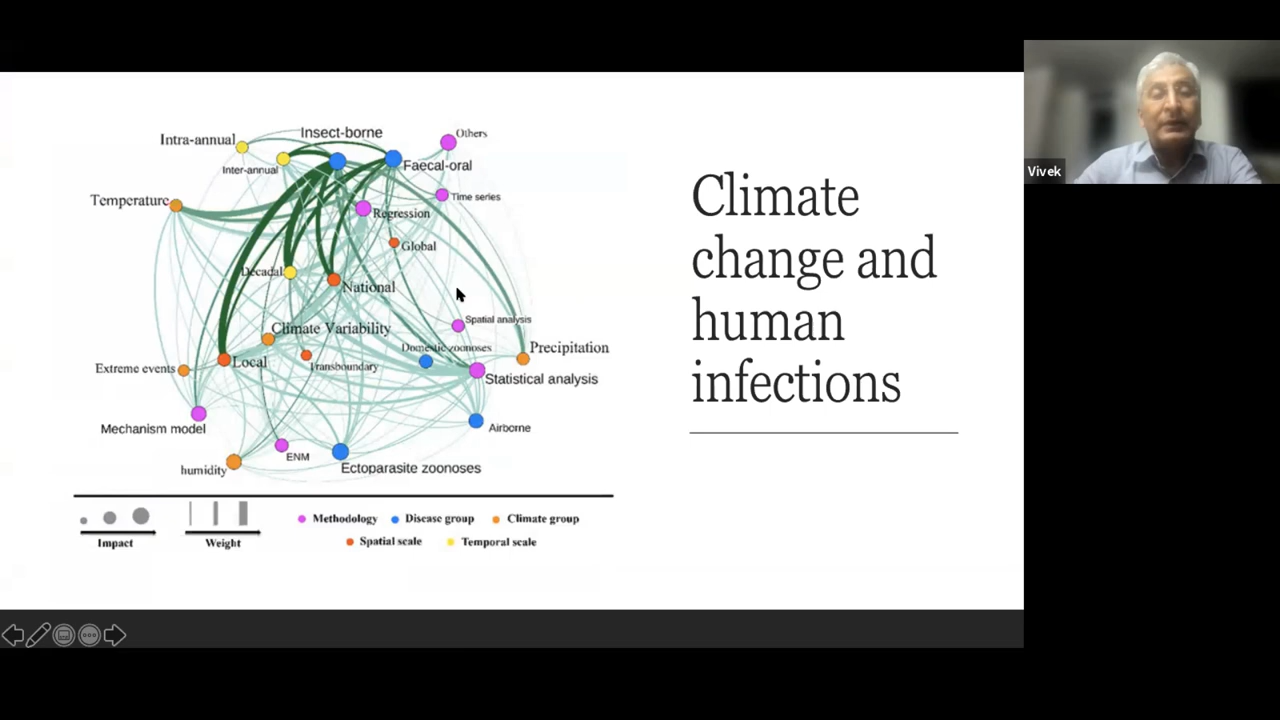 Intra-annual
Insect-borne
Others
Inter-annual
Faecal-oral
Temperature
Time series
Regression
Global
Decadal
National
Spatial analysis
Climate Variability
Domestic zoonoses
Precipitation
Extreme events
Local
Transboundary
Statistical analysis
Mechanism model
Airborne
humidity
ENM
Ectoparasite zoonoses
Impact
Weight
Methodology
Disease group
Climate group
Spatial scale
Temporal scale
Climate
change and
human
infections
Vivek